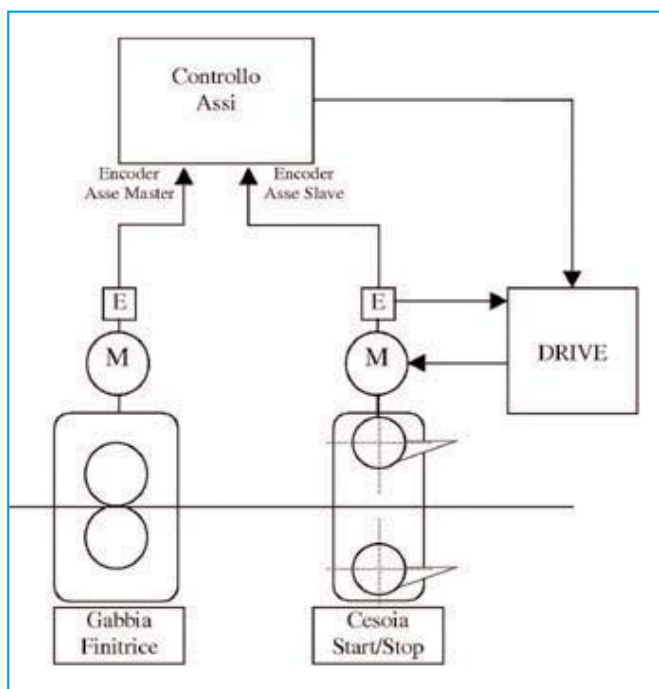 Controllo
Assi
Encoder
Asse Master
Encoder
Asse Slave
E
E
M
M
DRIVE
Gabbia
Finitrice
Cesoia
Start/Stop